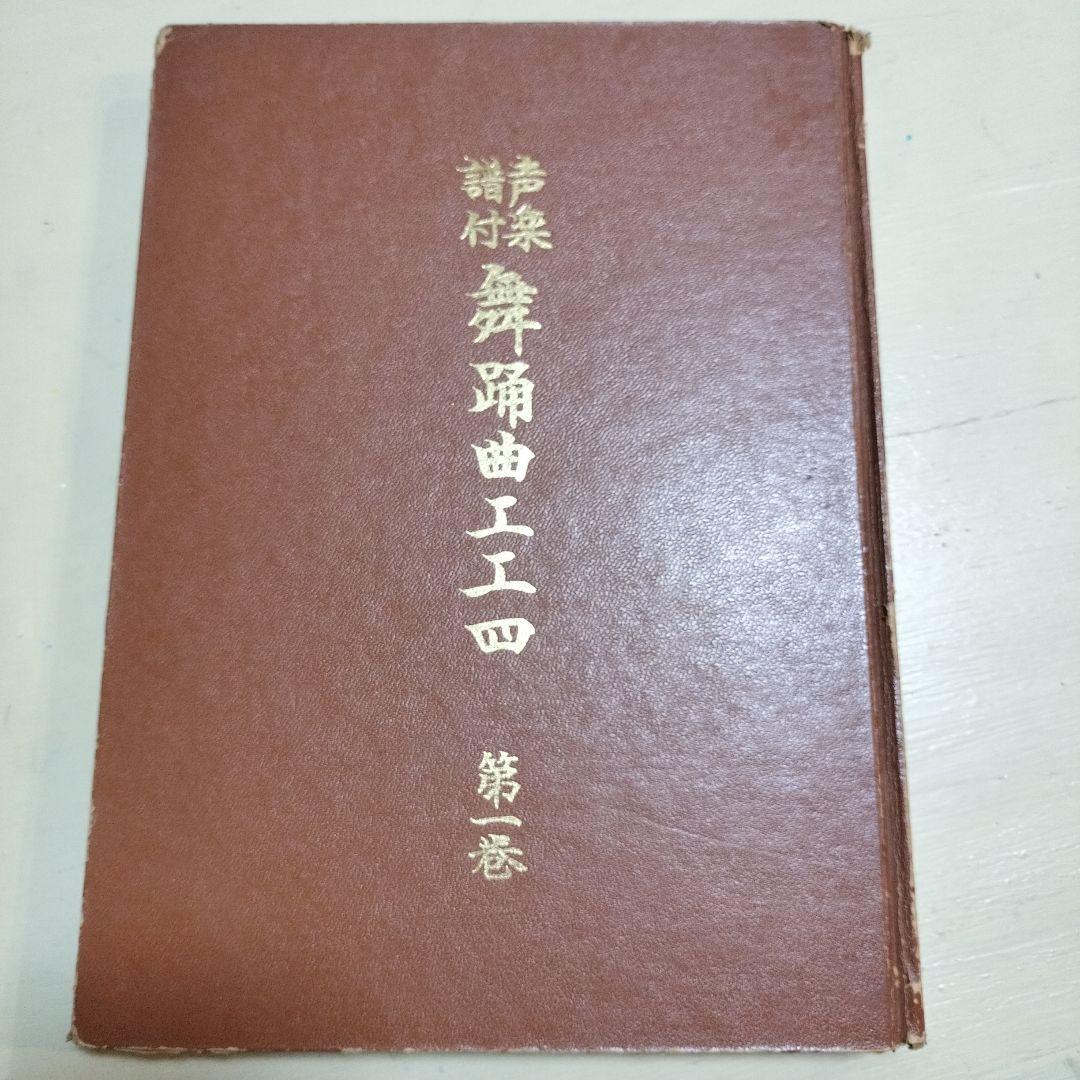 声楽
譜付
舞踊曲工工四
第一巻